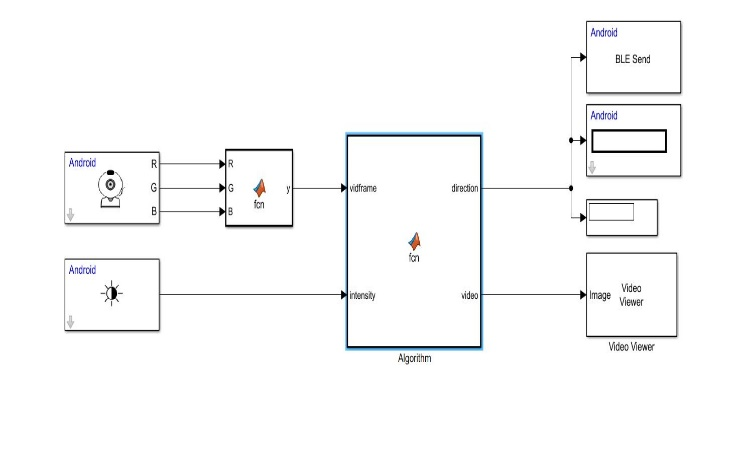 Android
BLE Send
Android
Android
R
G
B
R
G
B
y
fcn
vidframe
direction
fcn
Android
intensity
video
Image
Video
Viewer
Algorithm
Video Viewer